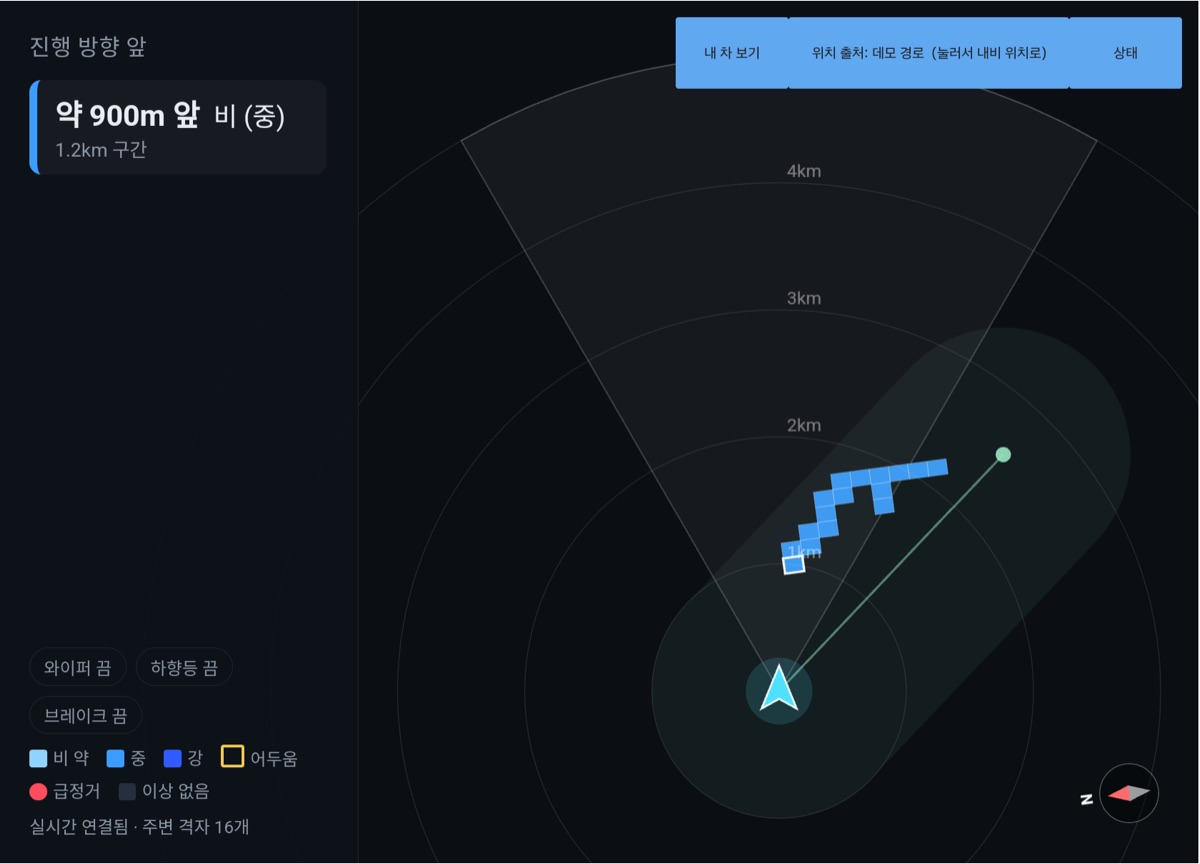 진행 방향 앞
약 900m 앞 비 (중)
1.2km 구간
내 차 보기
위치 출처: 데모 경로 (눌러서 내비 위치로)
상태
4km
3km
2km
1km
와이퍼 끔
하향등 끔
브레이크 끔
비 약 중 강 어두움
급정거 이상 없음
실시간 연결됨 · 주변 격자 16개
N